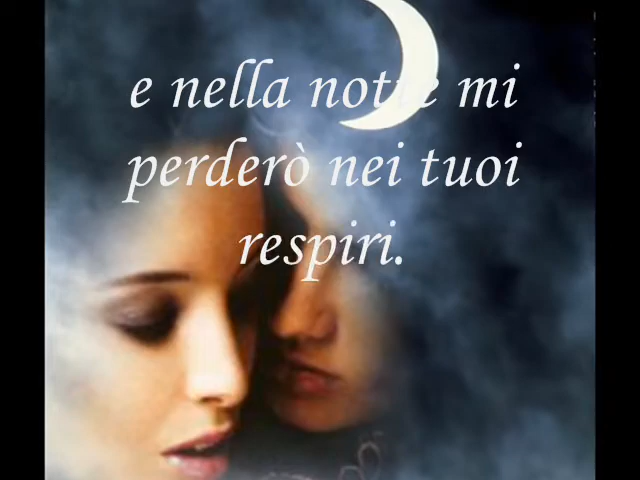 e nella notte mi
perderò nei tuoi
respiri.